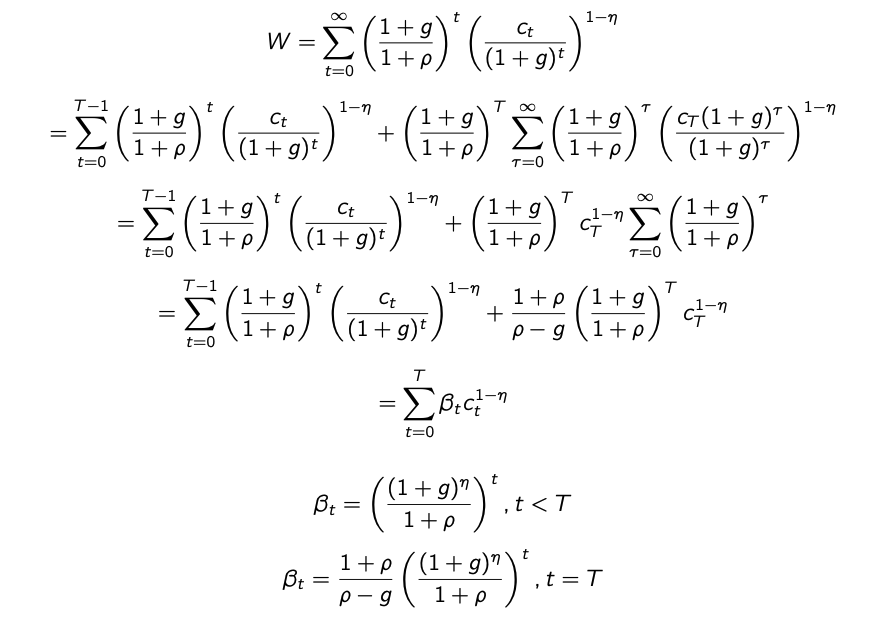 W = \sum_{t=0}^{\infty} \left( \frac{1+g}{1+\rho} \right)^t \left( \frac{c_t}{(1+g)^t} \right)^{1-\eta}
= \sum_{t=0}^{T-1} \left( \frac{1+g}{1+\rho} \right)^t \left( \frac{c_t}{(1+g)^t} \right)^{1-\eta} + \left( \frac{1+g}{1+\rho} \right)^T \sum_{\tau=0}^{\infty} \left( \frac{1+g}{1+\rho} \right)^\tau \left( \frac{c_T(1+g)^\tau}{(1+g)^\tau} \right)^{1-\eta}
= \sum_{t=0}^{T-1} \left( \frac{1+g}{1+\rho} \right)^t \left( \frac{c_t}{(1+g)^t} \right)^{1-\eta} + \left( \frac{1+g}{1+\rho} \right)^T c_T^{1-\eta} \sum_{\tau=0}^{\infty} \left( \frac{1+g}{1+\rho} \right)^\tau
= \sum_{t=0}^{T-1} \left( \frac{1+g}{1+\rho} \right)^t \left( \frac{c_t}{(1+g)^t} \right)^{1-\eta} + \frac{1+\rho}{\rho-g} \left( \frac{1+g}{1+\rho} \right)^T c_T^{1-\eta}
= \sum_{t=0}^{T} \beta_t c_t^{1-\eta}
\beta_t = \left( \frac{(1+g)^\eta}{1+\rho} \right)^t, t < T
\beta_t = \frac{1+\rho}{\rho-g} \left( \frac{(1+g)^\eta}{1+\rho} \right)^t, t = T